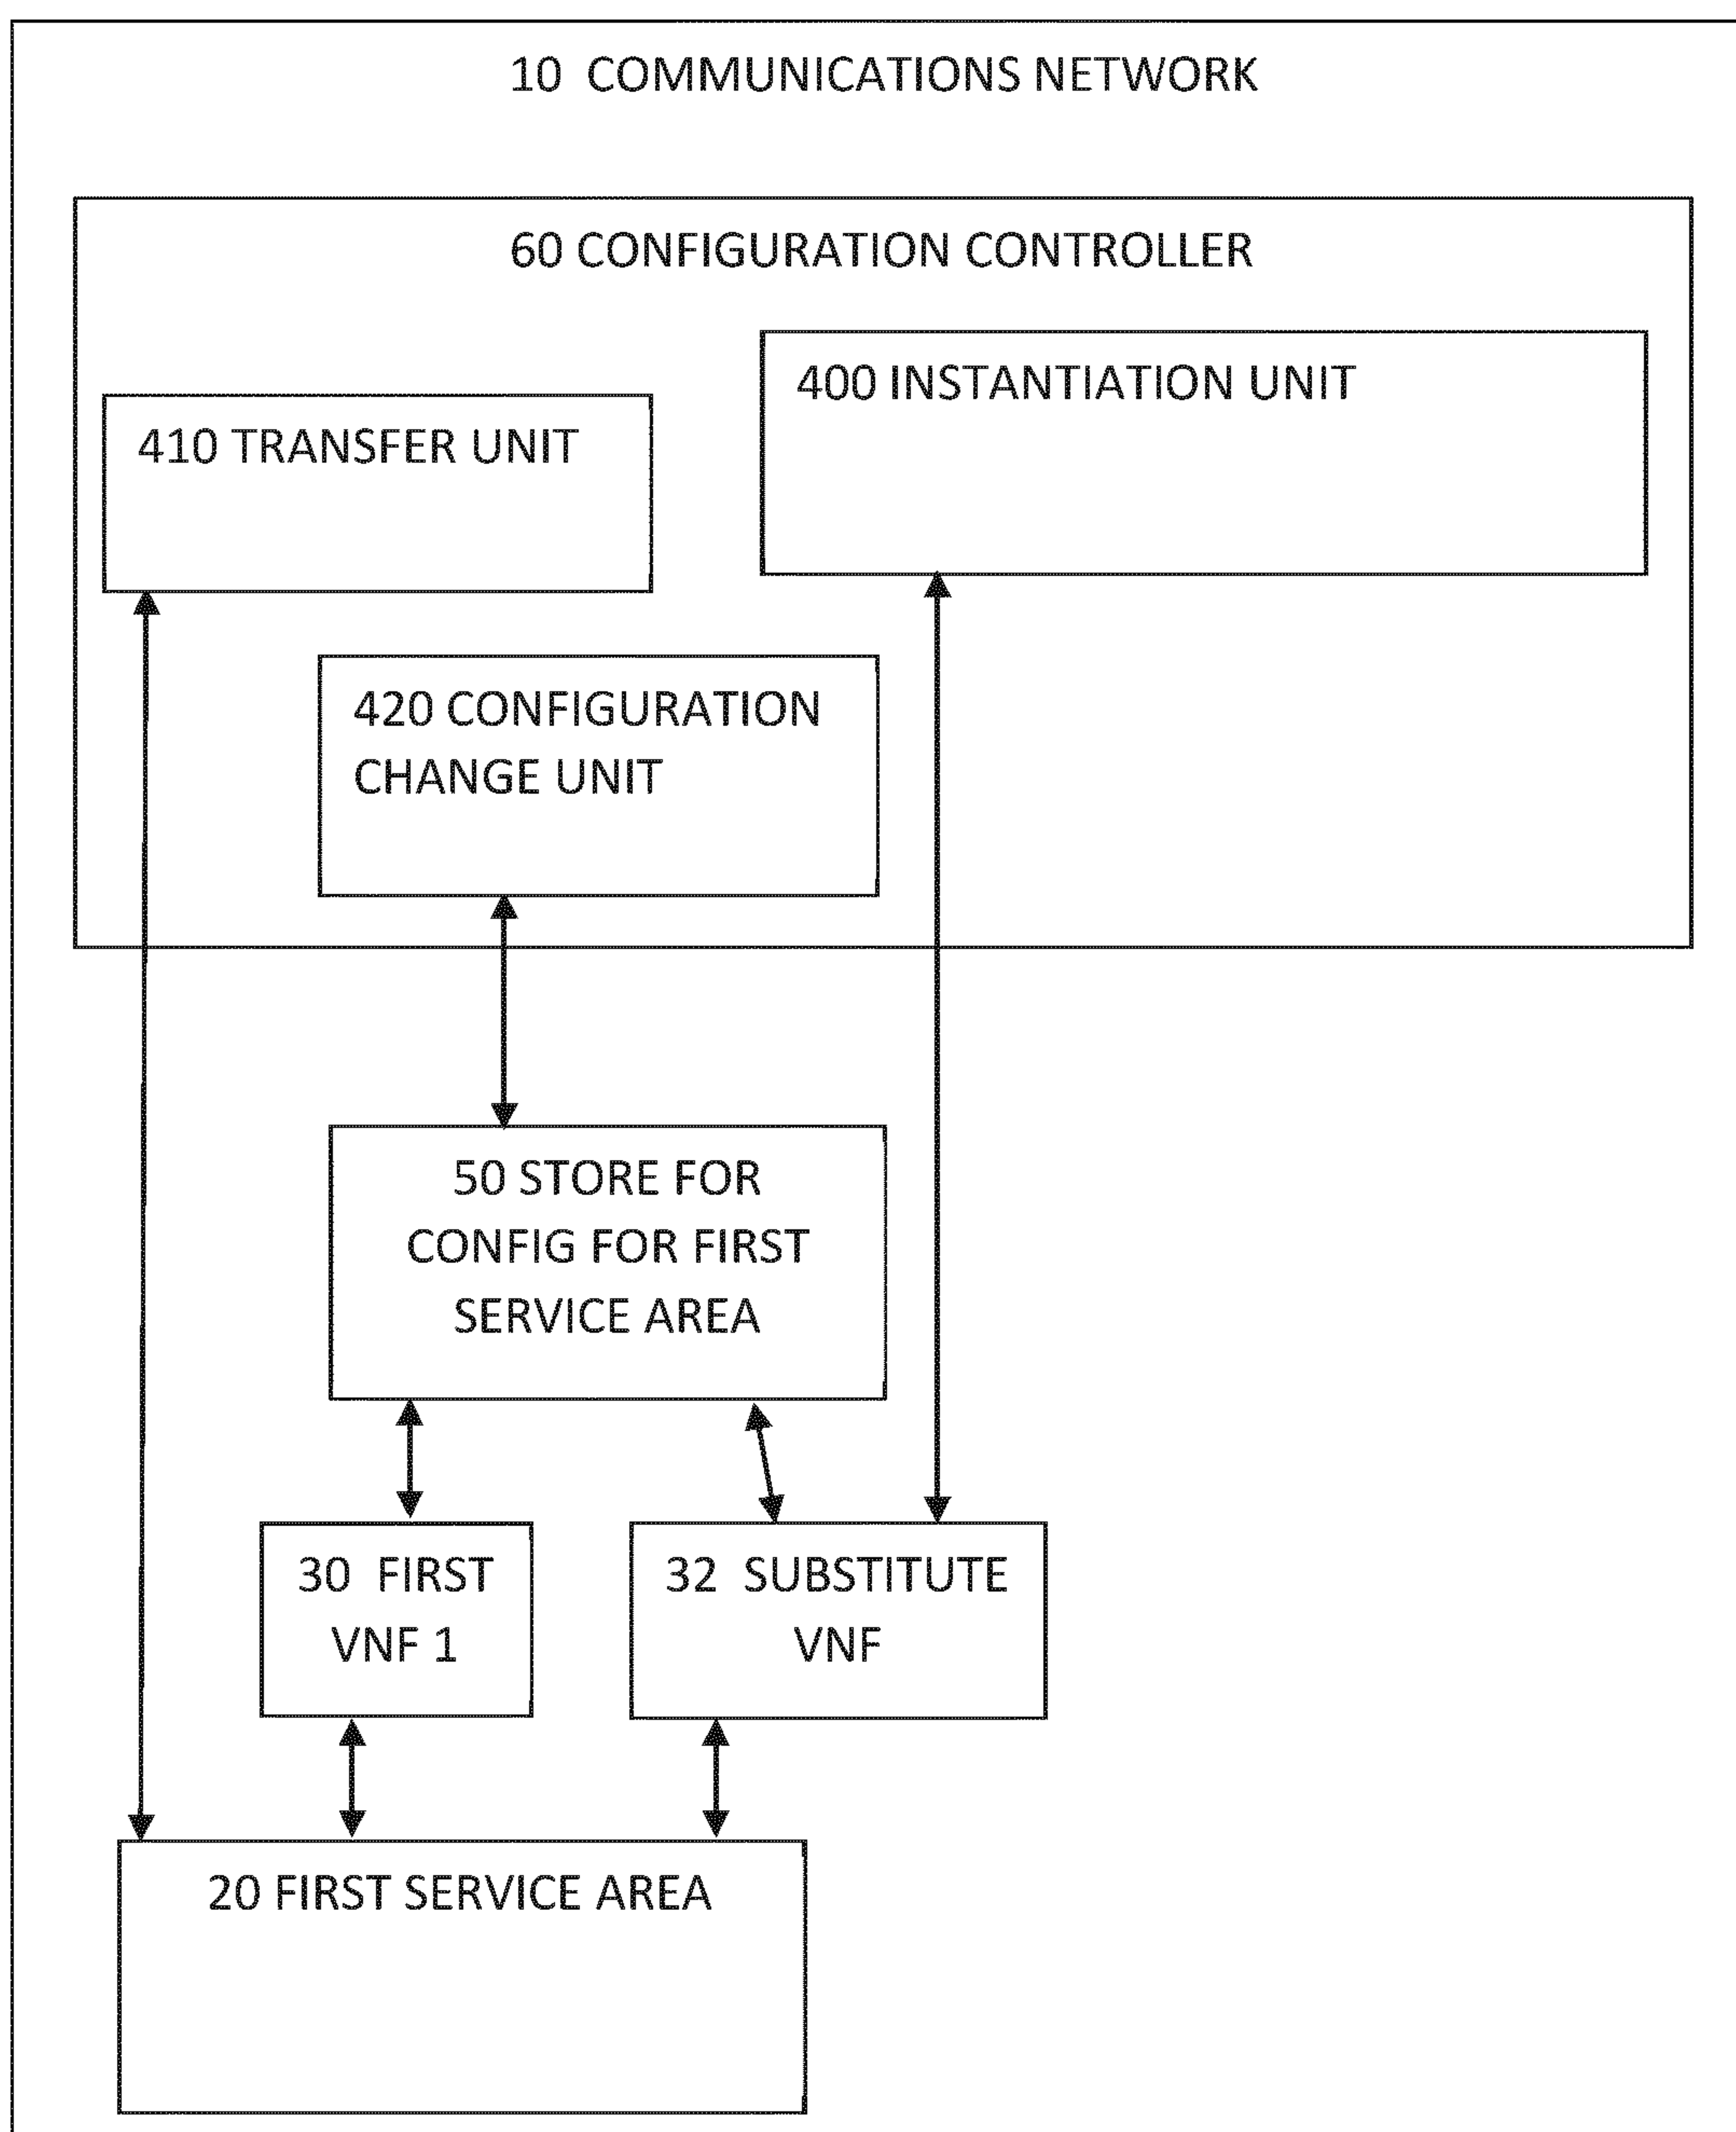 10 COMMUNICATIONS NETWORK
60 CONFIGURATION CONTROLLER
400 INSTANTIATION UNIT
410 TRANSFER UNIT
420 CONFIGURATION
CHANGE UNIT
50 STORE FOR
CONFIG FOR FIRST
SERVICE AREA
30 FIRST
VNF 1
32 SUBSTITUTE
VNF
20 FIRST SERVICE AREA